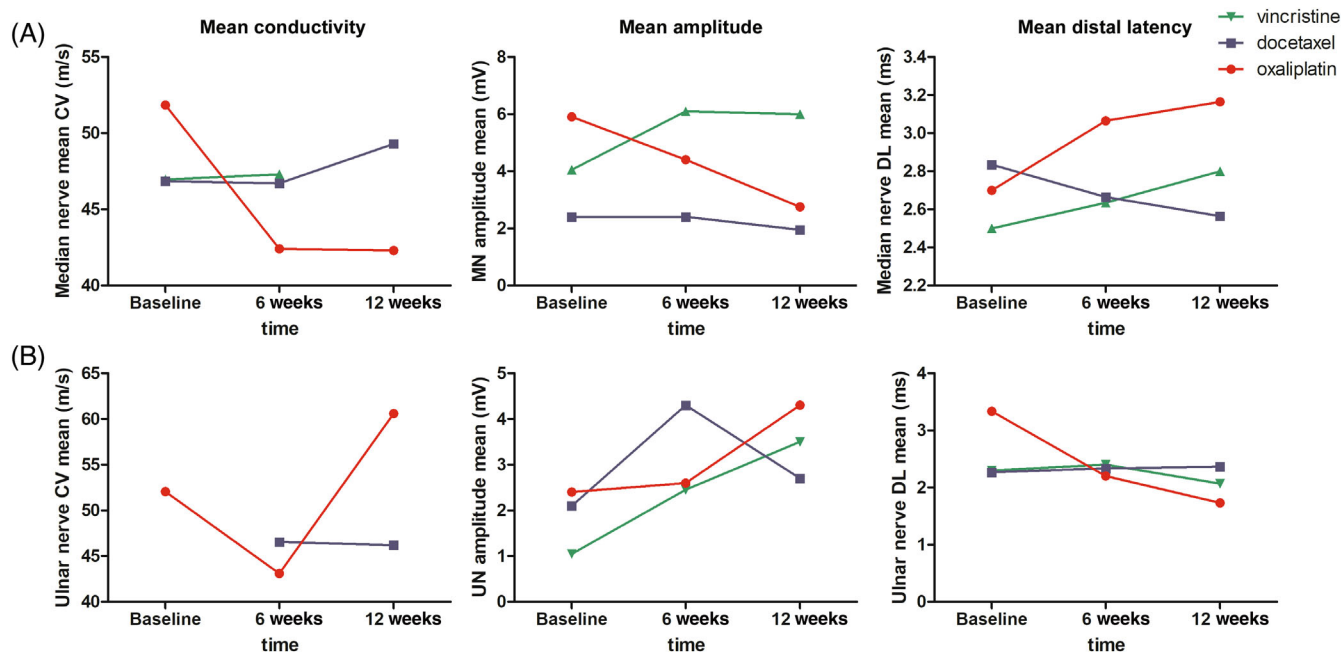 (A)
Mean conductivity
Mean amplitude
Mean distal latency
vincristine
docetaxel
oxaliplatin
Median nerve mean CV (m/s)
55
50
45
40
Baseline
6 weeks
12 weeks
time
MN amplitude mean (mV)
8
6
4
2
0
Baseline
6 weeks
12 weeks
time
Median nerve DL mean (ms)
3.4
3.2
3.0
2.8
2.6
2.4
2.2
Baseline
6 weeks
12 weeks
time
(B)
Ulnar nerve CV mean (m/s)
65
60
55
50
45
40
Baseline
6 weeks
12 weeks
time
UN amplitude mean (mV)
5
4
3
2
1
0
Baseline
6 weeks
12 weeks
time
Ulnar nerve DL mean (ms)
4
3
2
1
0
Baseline
6 weeks
12 weeks
time